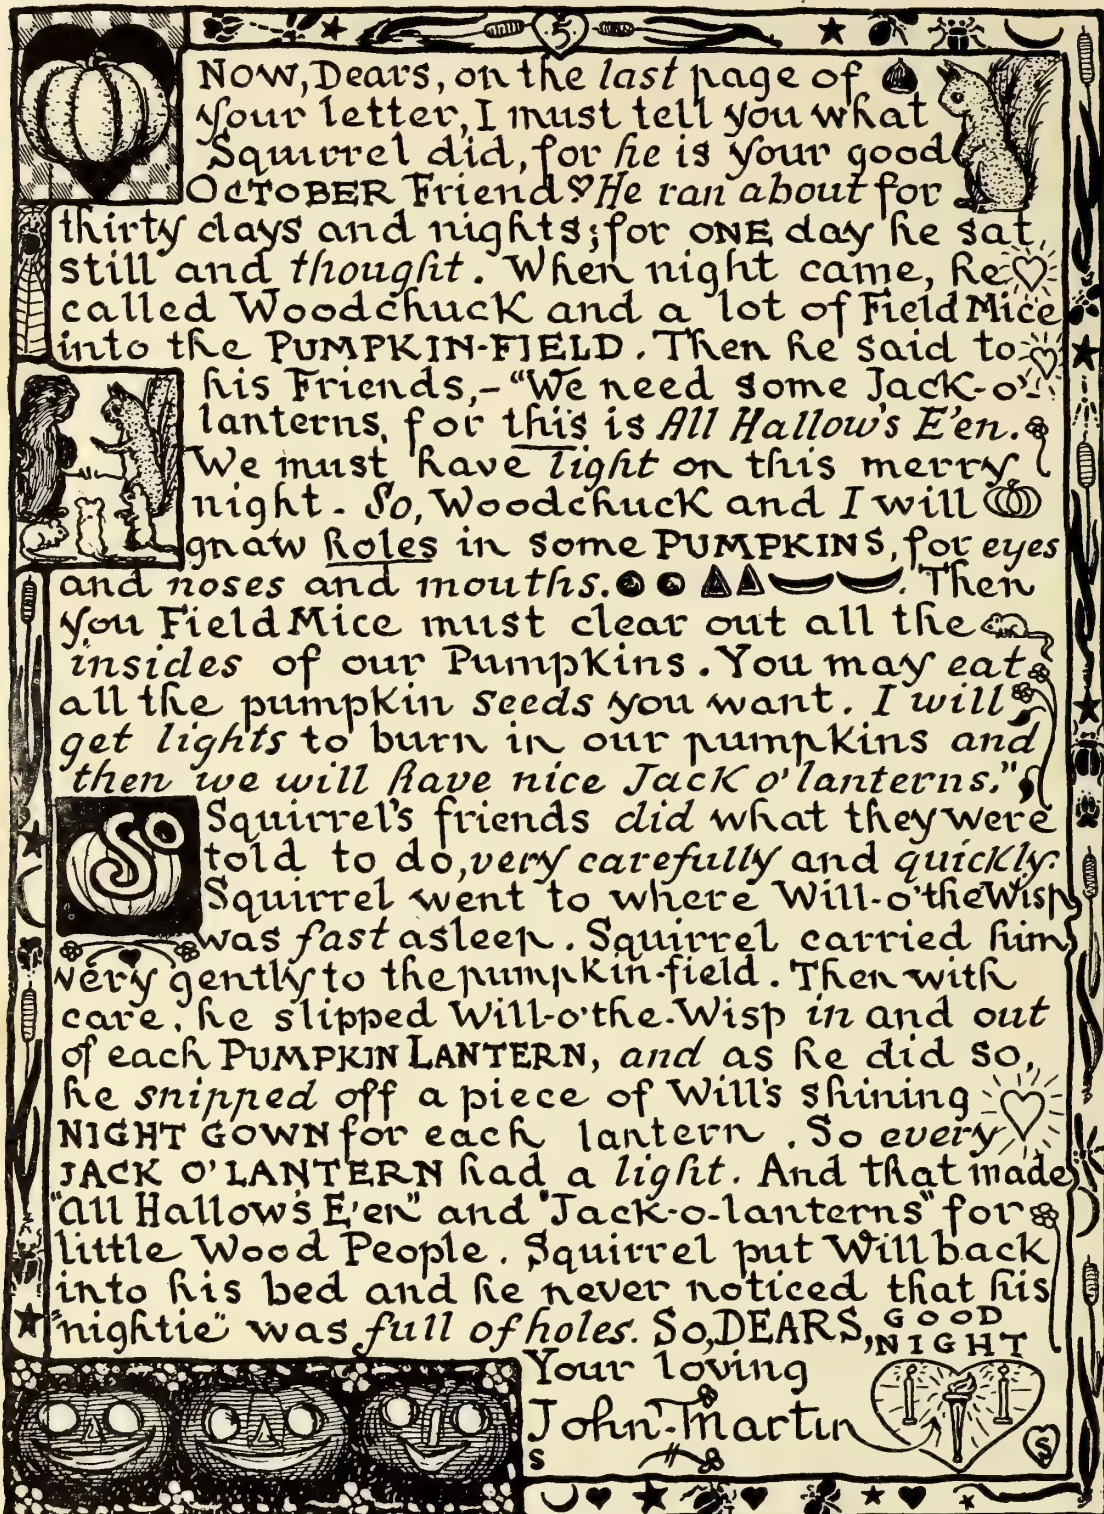 5
Now, Dears, on the last page of
your letter, I must tell you what
Squirrel did, for he is your good
OCTOBER Friend He ran about for
thirty days and nights; for ONE day he sat
still and thought. When night came, he
called Woodchuck and a lot of Field Mice
into the PUMPKIN-FIELD. Then he said to
his Friends,- "We need some Jack-o'-
lanterns, for this is All Hallow's E'en.
We must have light on this merry
night. So, Woodchuck and I will
gnaw holes in some PUMPKINS, for eyes
and noses and mouths. Then
you Field Mice must clear out all the
insides of our Pumpkins. You may eat
all the pumpkin seeds you want. I will
get lights to burn in our pumpkins and
then we will have nice Jack o'lanterns."
So Squirrel's friends did what they were
told to do, very carefully and quickly.
Squirrel went to where Will-o'the Wisp
was fast asleep. Squirrel carried him
very gently to the pumpkin-field. Then with
care, he slipped Will-o'the-Wisp in and out
of each PUMPKIN LANTERN, and as he did so,
he snipped off a piece of Will's shining
NIGHT GOWN for each lantern. So every
JACK O'LANTERN had a light. And that made
"All Hallow's E'en" and "Jack-o-lanterns" for
little Wood People. Squirrel put Will back
into his bed and he never noticed that his
"nightie" was full of holes. So, DEARS, GOOD
NIGHT
Your loving
John-Martin
S
S